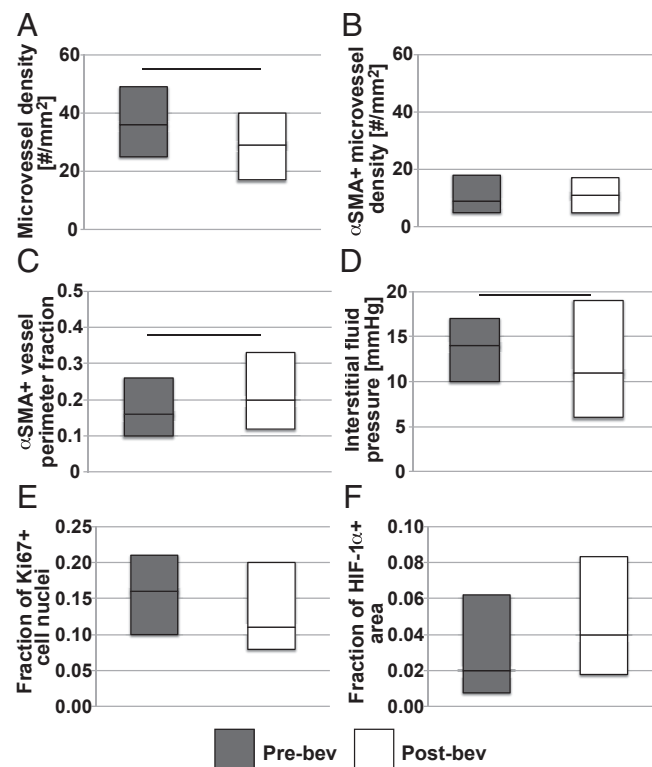 A
Microvessel density
[#/mm²]
60
40
20
0
B
αSMA+ microvessel
density [#/mm²]
60
40
20
0
C
αSMA+ vessel
perimeter fraction
0.5
0.4
0.3
0.2
0.1
0
D
Interstitial fluid
pressure [mmHg]
20
15
10
5
0
E
Fraction of Ki67+
cell nuclei
0.25
0.20
0.15
0.10
0.05
0.00
F
Fraction of HIF-1α+
area
0.10
0.08
0.06
0.04
0.02
0.00
Pre-bev
Post-bev